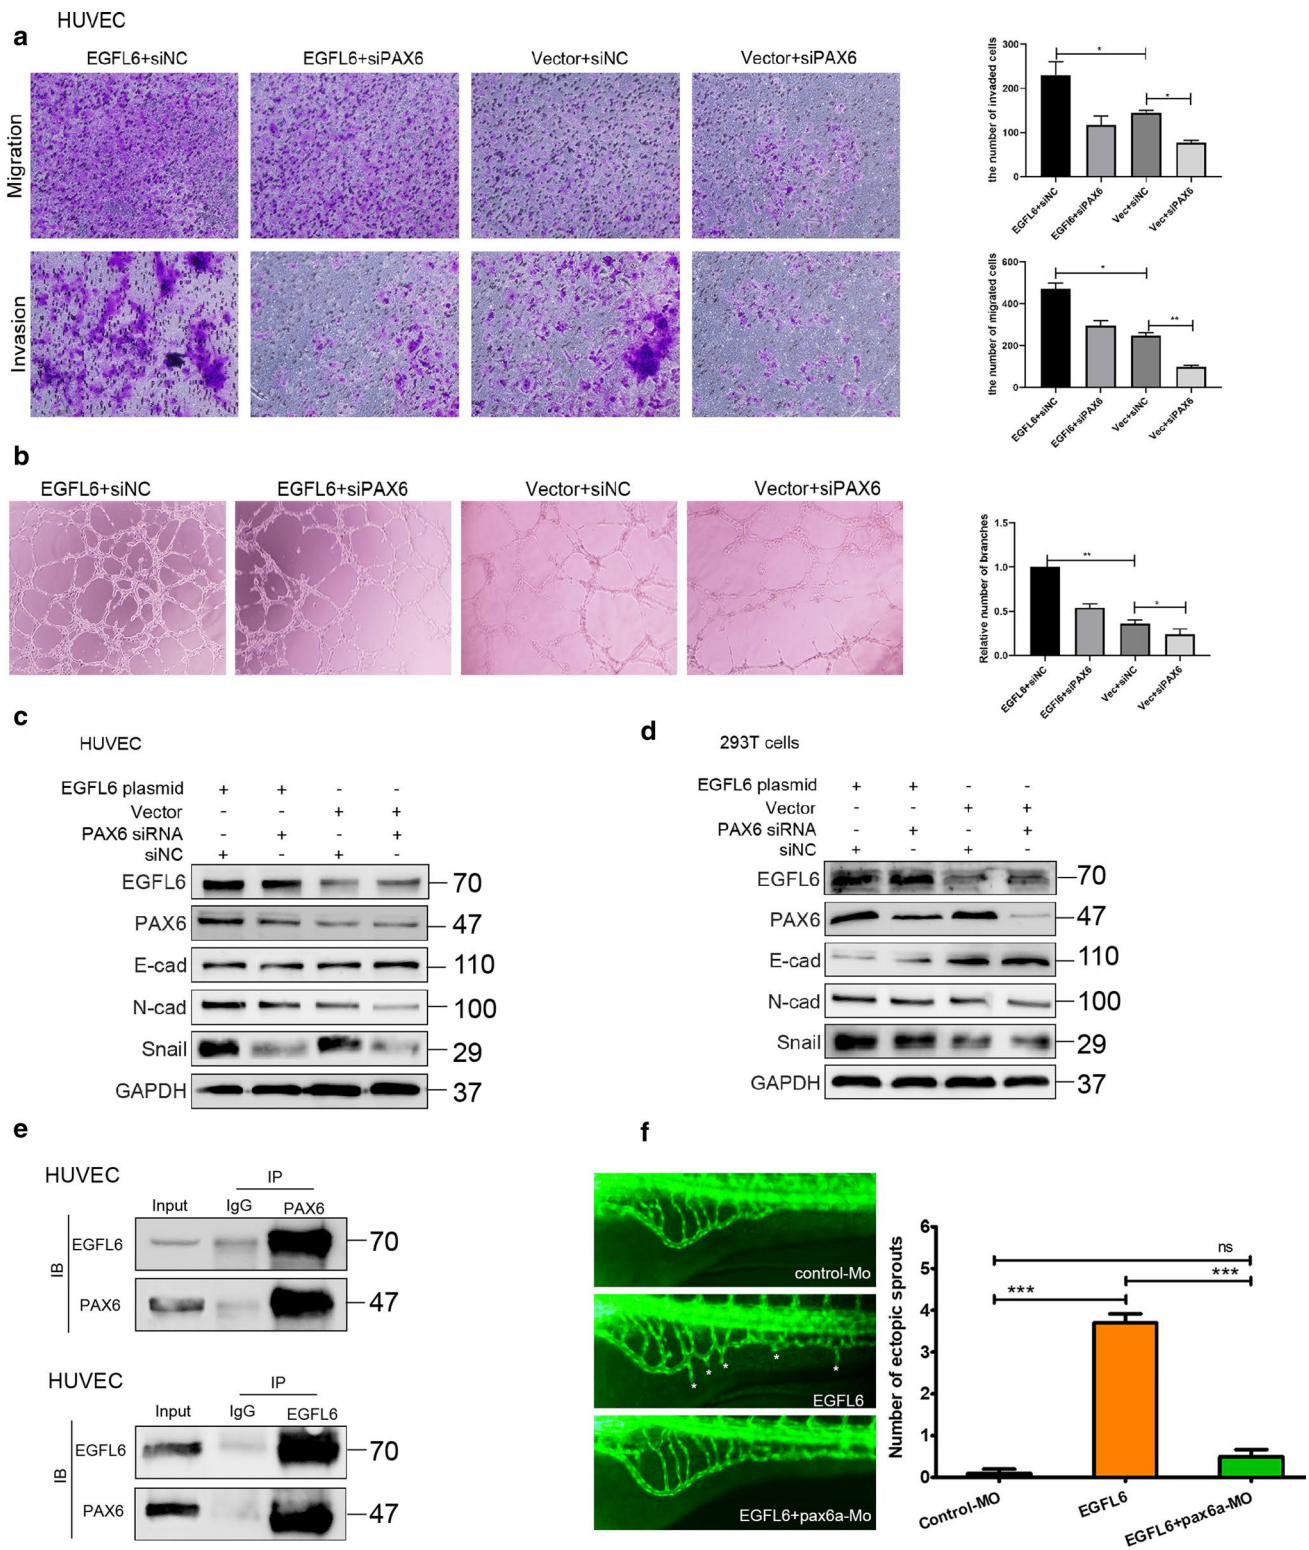 HUVEC
a
EGFL6+siNC EGFL6+siPAX6 Vector+siNC Vector+siPAX6
Migration
Invasion
the number of invaded cells
300
200
100
0
* *
EGFL6+siNC EGFl6+siPAX6 Vec+siNC Vec+siPAX6
the number of migrated cells
600
400
200
0
* **
EGFL6+siNC EGFl6+siPAX6 Vec+siNC Vec+siPAX6
b
EGFL6+siNC EGFL6+siPAX6 Vector+siNC Vector+siPAX6
Relative number of branches
1.5
1.0
0.5
0.0
** *
EGFL6+siNC EGFl6+siPAX6 Vec+siNC Vec+siPAX6
c
HUVEC
EGFL6 plasmid + + - -
Vector - - + +
PAX6 siRNA - + - +
siNC + - + -
EGFL6 70
PAX6 47
E-cad 110
N-cad 100
Snail 29
GAPDH 37
d
293T cells
EGFL6 plasmid + + - -
Vector - - + +
PAX6 siRNA - + - +
siNC + - + -
EGFL6 70
PAX6 47
E-cad 110
N-cad 100
Snail 29
GAPDH 37
e
HUVEC
IP
Input IgG PAX6
IB
EGFL6 70
PAX6 47
HUVEC
IP
Input IgG EGFL6
IB
EGFL6 70
PAX6 47
f
control-Mo
* * * * *
EGFL6
EGFL6+pax6a-Mo
Number of ectopic sprouts
6
5
4
3
2
1
0
ns
***
***
Control-MO EGFL6 EGFL6+pax6a-MO